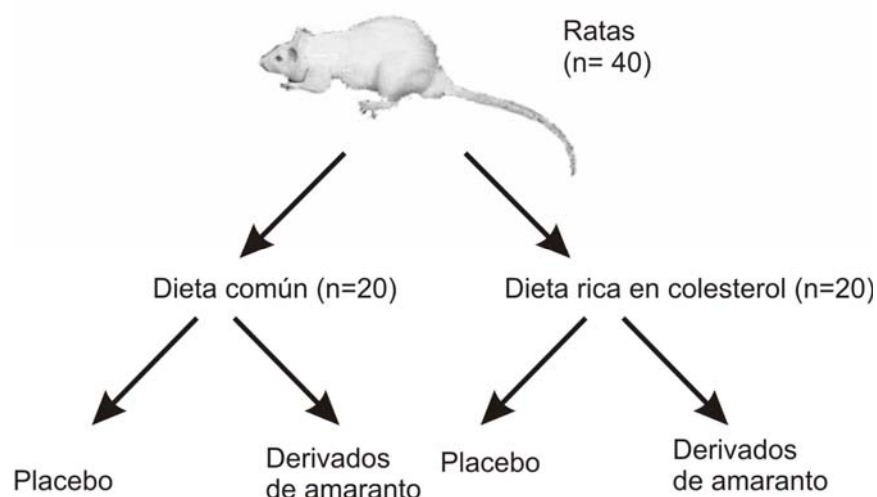 Ratas
(n= 40)
Dieta común (n=20)
Dieta rica en colesterol (n=20)
Placebo
Derivados
de amaranto
Placebo
Derivados
de amaranto